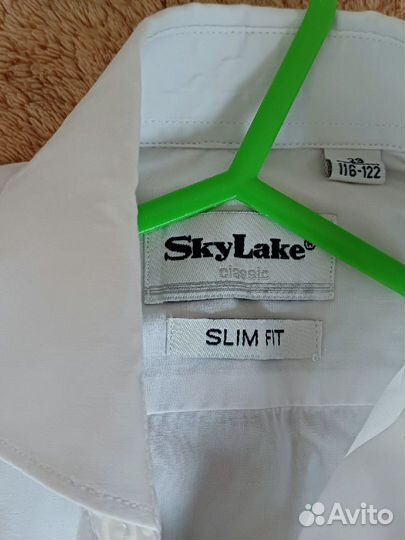 116-122
SkyLake®
Classic
SLIM FIT
Avito